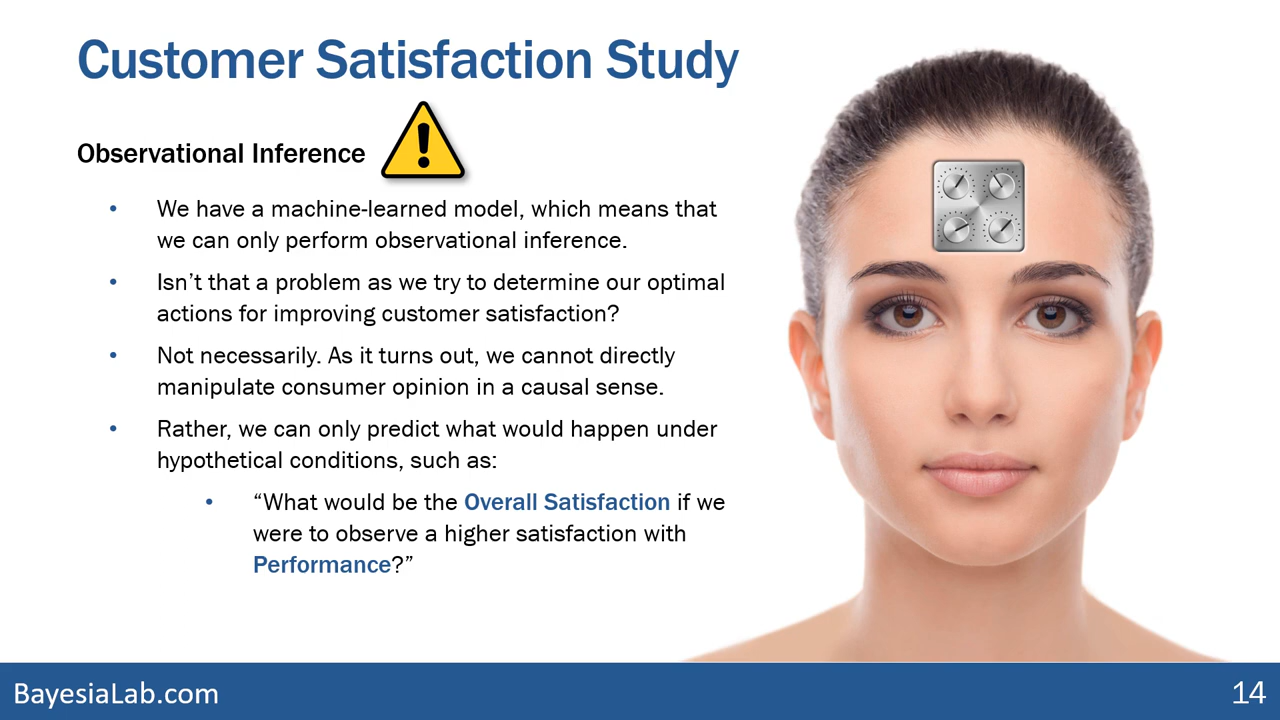 Customer Satisfaction Study
Observational Inference
• We have a machine-learned model, which means that
we can only perform observational inference.
• Isn’t that a problem as we try to determine our optimal
actions for improving customer satisfaction?
• Not necessarily. As it turns out, we cannot directly
manipulate consumer opinion in a causal sense.
• Rather, we can only predict what would happen under
hypothetical conditions, such as:
• “What would be the Overall Satisfaction if we
were to observe a higher satisfaction with
Performance?”
BayesiaLab.com
14